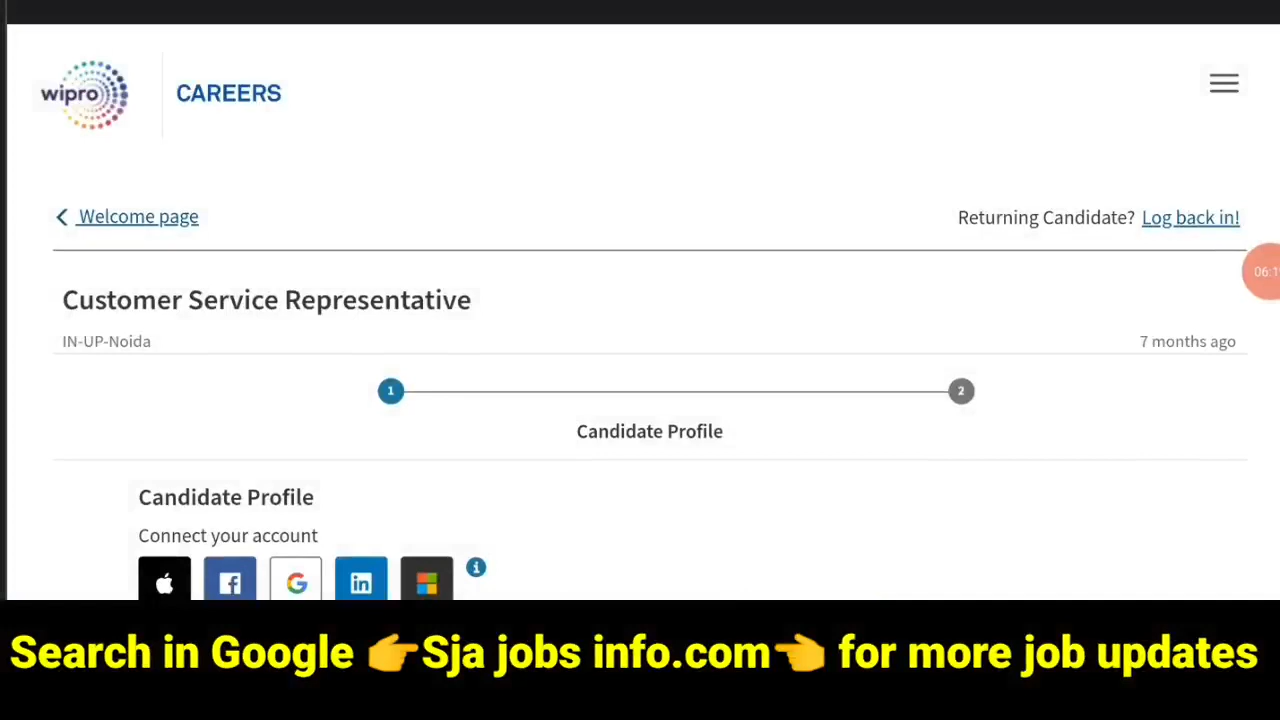 wipro
CAREERS
Welcome page
Returning Candidate? Log back in!
Customer Service Representative
IN-UP-Noida
7 months ago
1
2
Candidate Profile
Candidate Profile
Connect your account
Search in Google 👉Sja jobs info.com👈 for more job updates